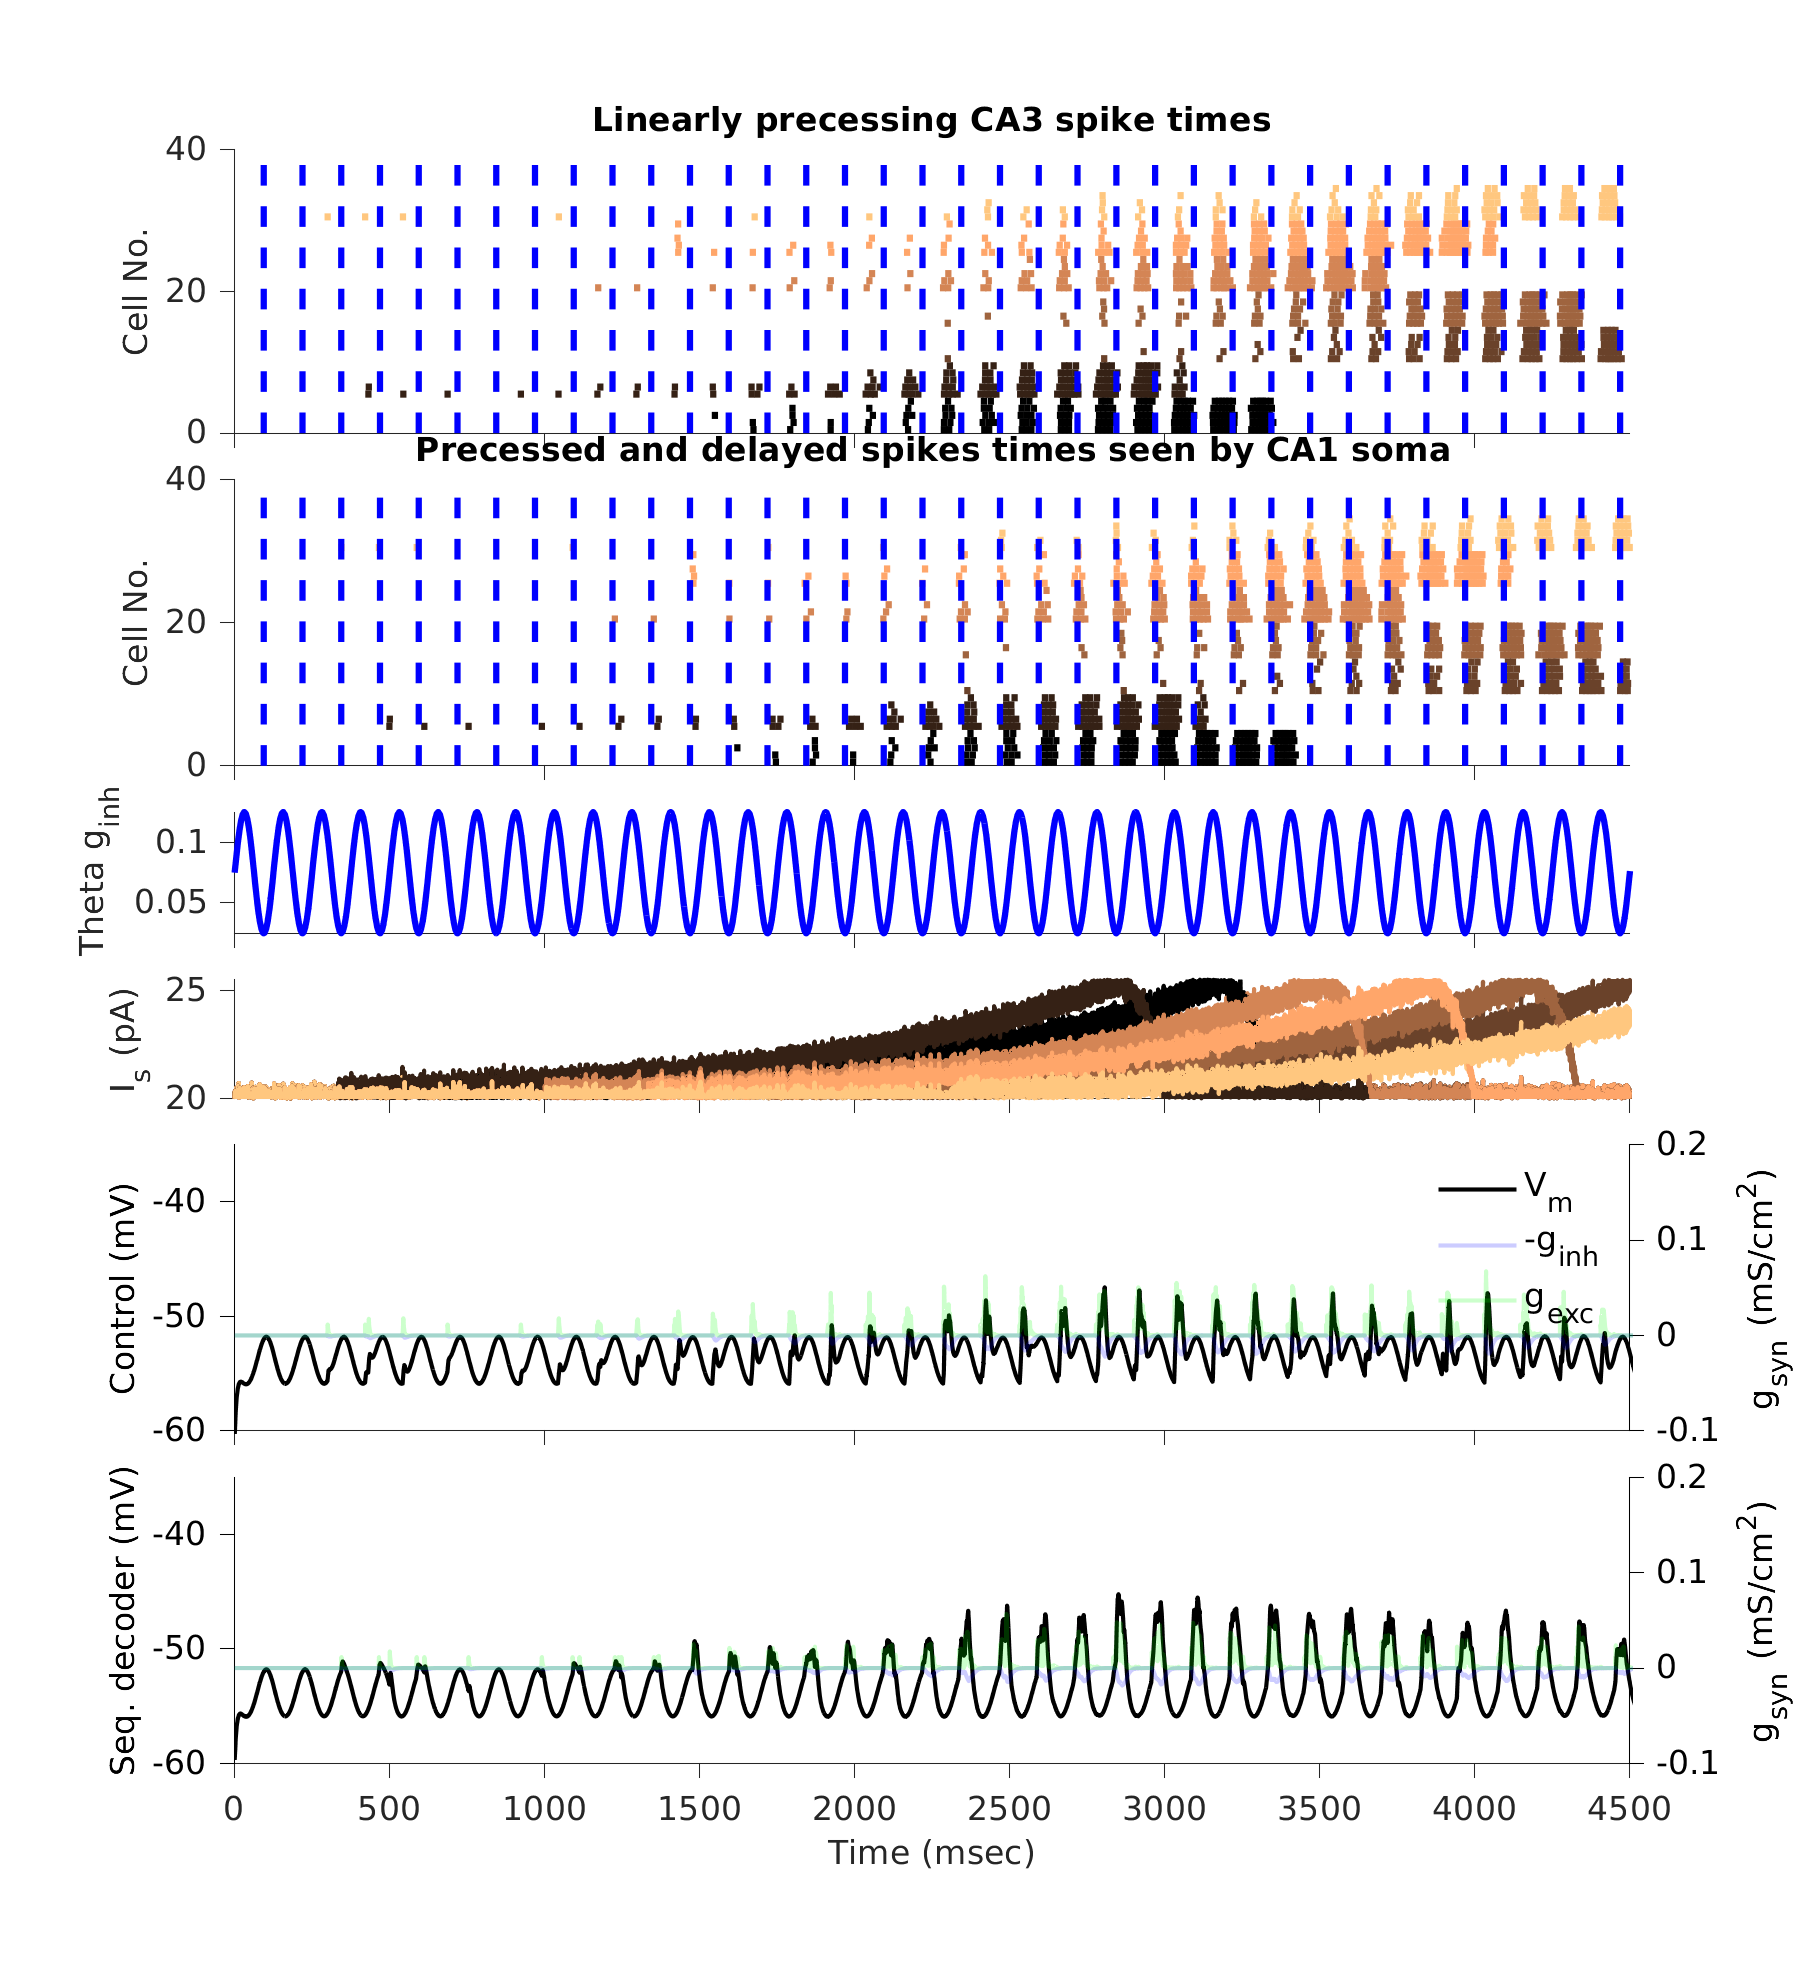 Linearly precessing CA3 spike times
40
20
0
Cell No.
Precessed and delayed spikes times seen by CA1 soma
40
20
0
Cell No.
0.1
0.05
Theta g_inh
25
20
I_s (pA)
-40
-50
-60
Control (mV)
V_m
-g_inh
g_exc
0.2
0.1
0
-0.1
g_syn (mS/cm^2)
-40
-50
-60
Seq. decoder (mV)
0.2
0.1
0
-0.1
g_syn (mS/cm^2)
0 500 1000 1500 2000 2500 3000 3500 4000 4500
Time (msec)